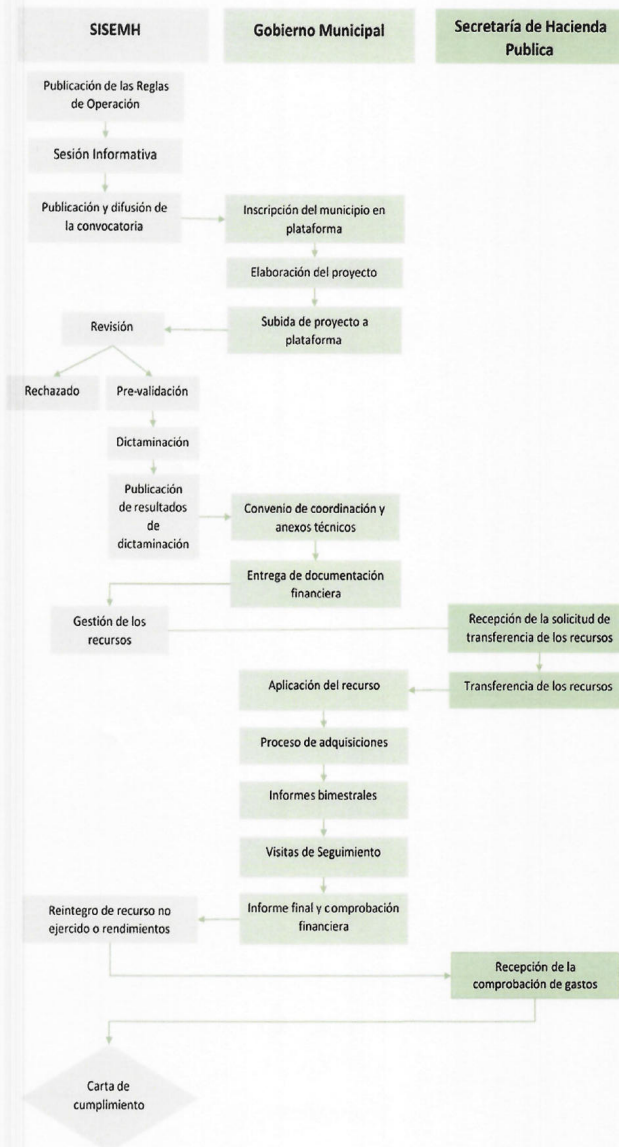 SISEMH
Gobierno Municipal
Secretaría de Hacienda
Publica
Publicación de las Reglas
de Operación
Sesión Informativa
Publicación y difusión de
la convocatoria
Inscripción del municipio en
plataforma
Elaboración del proyecto
Subida de proyecto a
plataforma
Revisión
Rechazado
Pre-validación
Dictaminación
Publicación
de resultados
de
dictaminación
Convenio de coordinación y
anexos técnicos
Entrega de documentación
financiera
Gestión de los
recursos
Recepción de la solicitud de
transferencia de los recursos
Transferencia de los recursos
Aplicación del recurso
Proceso de adquisiciones
Informes bimestrales
Visitas de Seguimiento
Informe final y comprobación
financiera
Reintegro de recurso no
ejercido o rendimientos
Recepción de la
comprobación de gastos
Carta de
cumplimiento